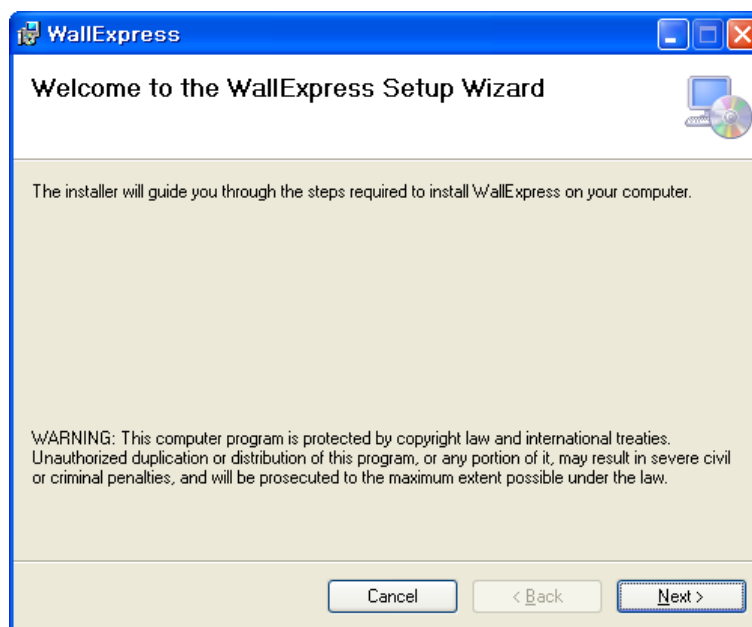 WallExpress
Welcome to the WallExpress Setup Wizard
The installer will guide you through the steps required to install WallExpress on your computer.
WARNING: This computer program is protected by copyright law and international treaties.
Unauthorized duplication or distribution of this program, or any portion of it, may result in severe civil
or criminal penalties, and will be prosecuted to the maximum extent possible under the law.
Cancel < Back Next >